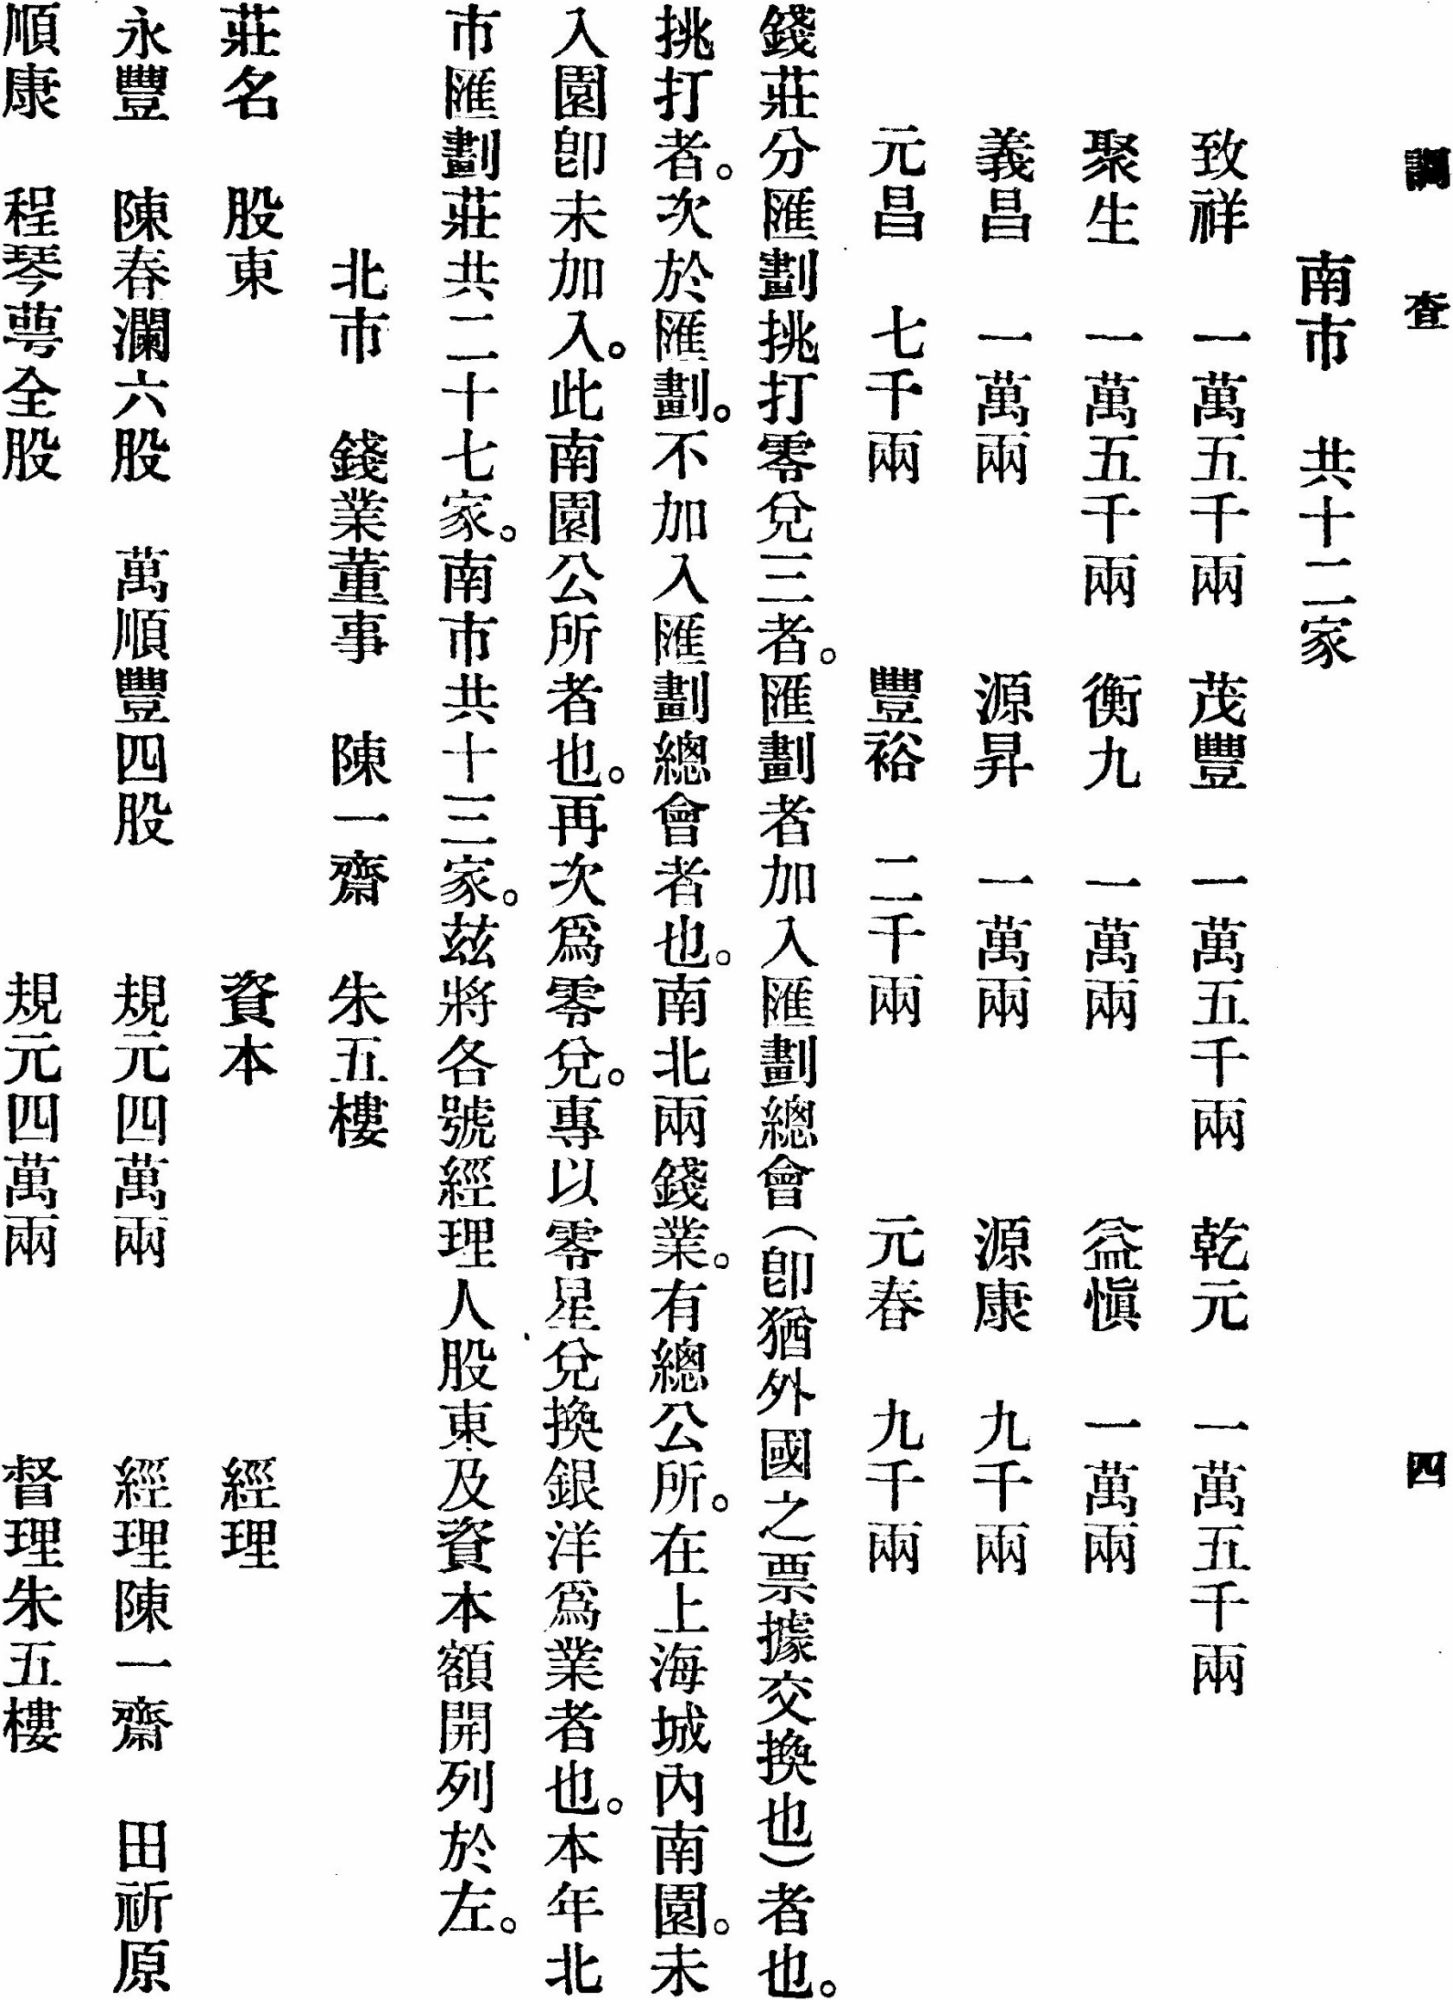 調查 四
南市 共十二家
致祥 一萬五千兩 茂豐 一萬五千兩 乾元 一萬五千兩
聚生 一萬五千兩 衡九 一萬兩 益愼 一萬兩
義昌 一萬兩 源昇 一萬兩 源康 九千兩
元昌 七千兩 豐裕 二千兩 元春 九千兩
錢莊分匯劃挑打零兌三者。匯劃者加入匯劃總會(卽猶外國之票據交換也)者也。
挑打者。次於匯劃。不加入匯劃總會者也。南北兩錢業。有總公所。在上海城內南園。未
入園卽未加入。此南園公所者也。再次爲零兌。專以零星兌換銀洋爲業者也。本年北
市匯劃莊共二十七家。南市共十三家。茲將各號經理人股東及資本額開列於左。
北市 錢業董事 陳一齋 朱五樓
莊名 股東 資本 經理
永豐 陳春瀾六股 萬順豐四股 規元四萬兩 經理陳一齋 田祈原
順康 程琴萼全股 規元四萬兩 督理朱五樓